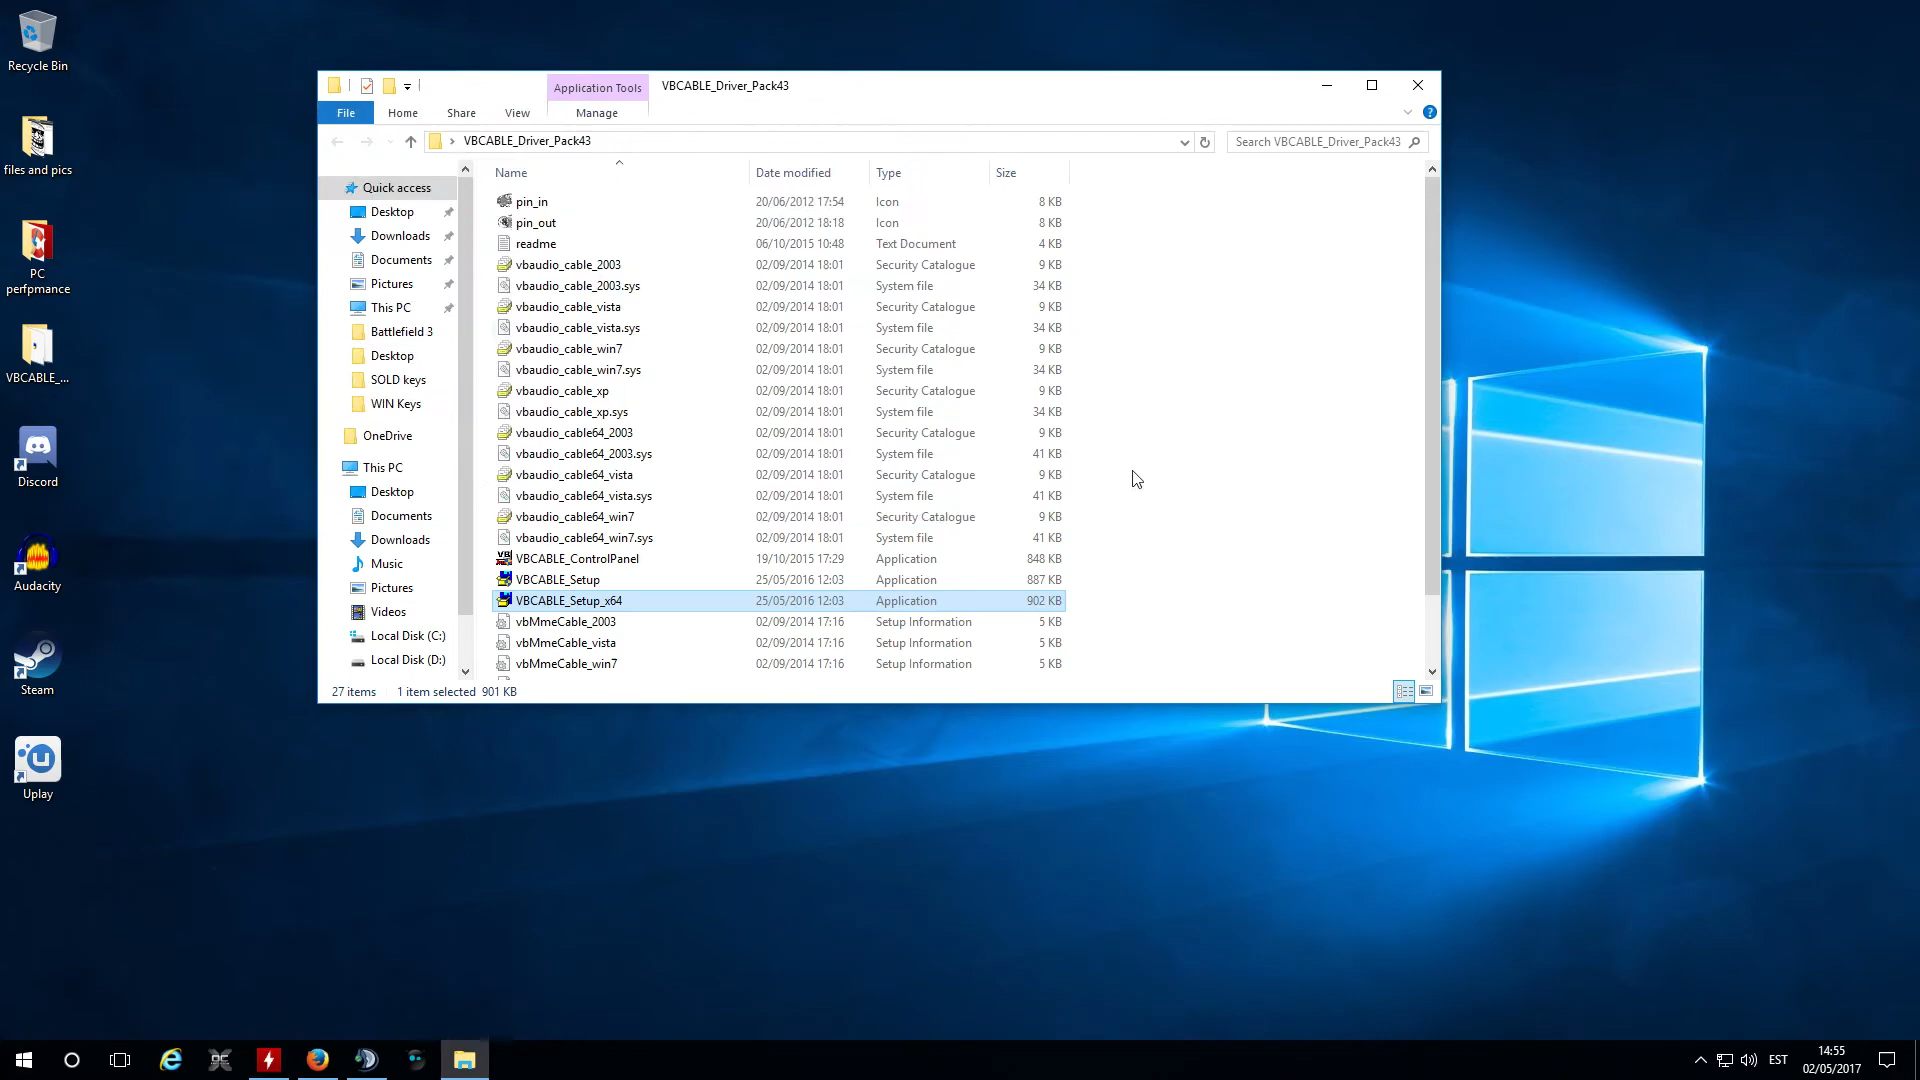 Recycle Bin
files and pics
PC
perfpmance
VBCABLE_...
Discord
Audacity
Steam
Uplay
Application Tools
VBCABLE_Driver_Pack43
File
Home
Share
View
Manage
VBCABLE_Driver_Pack43
Search VBCABLE_Driver_Pack43
Quick access
Desktop
Downloads
Documents
Pictures
This PC
Battlefield 3
Desktop
SOLD keys
WIN Keys
OneDrive
This PC
Desktop
Documents
Downloads
Music
Pictures
Videos
Local Disk (C:)
Local Disk (D:)
Name Date modified Type Size
pin_in 20/06/2012 17:54 Icon 8 KB
pin_out 20/06/2012 18:18 Icon 8 KB
readme 06/10/2015 10:48 Text Document 4 KB
vbaudio_cable_2003 02/09/2014 18:01 Security Catalogue 9 KB
vbaudio_cable_2003.sys 02/09/2014 18:01 System file 34 KB
vbaudio_cable_vista 02/09/2014 18:01 Security Catalogue 9 KB
vbaudio_cable_vista.sys 02/09/2014 18:01 System file 34 KB
vbaudio_cable_win7 02/09/2014 18:01 Security Catalogue 9 KB
vbaudio_cable_win7.sys 02/09/2014 18:01 System file 34 KB
vbaudio_cable_xp 02/09/2014 18:01 Security Catalogue 9 KB
vbaudio_cable_xp.sys 02/09/2014 18:01 System file 34 KB
vbaudio_cable64_2003 02/09/2014 18:01 Security Catalogue 9 KB
vbaudio_cable64_2003.sys 02/09/2014 18:01 System file 41 KB
vbaudio_cable64_vista 02/09/2014 18:01 Security Catalogue 9 KB
vbaudio_cable64_vista.sys 02/09/2014 18:01 System file 41 KB
vbaudio_cable64_win7 02/09/2014 18:01 Security Catalogue 9 KB
vbaudio_cable64_win7.sys 02/09/2014 18:01 System file 41 KB
VBCABLE_ControlPanel 19/10/2015 17:29 Application 848 KB
VBCABLE_Setup 25/05/2016 12:03 Application 887 KB
VBCABLE_Setup_x64 25/05/2016 12:03 Application 902 KB
vbMmeCable_2003 02/09/2014 17:16 Setup Information 5 KB
vbMmeCable_vista 02/09/2014 17:16 Setup Information 5 KB
vbMmeCable_win7 02/09/2014 17:16 Setup Information 5 KB
27 items 1 item selected 901 KB
EST
14:55
02/05/2017